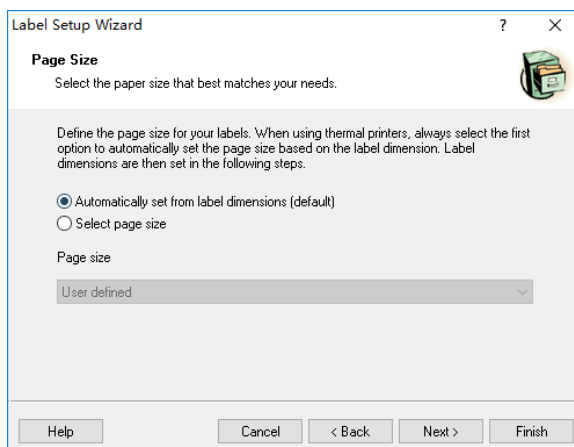 Label Setup Wizard
Page Size
Select the paper size that best matches your needs.
Define the page size for your labels. When using thermal printers, always select the first
option to automatically set the page size based on the label dimension. Label
dimensions are then set in the following steps.
Automatically set from label dimensions (default)
Select page size
Page size
User defined
Help Cancel < Back Next > Finish